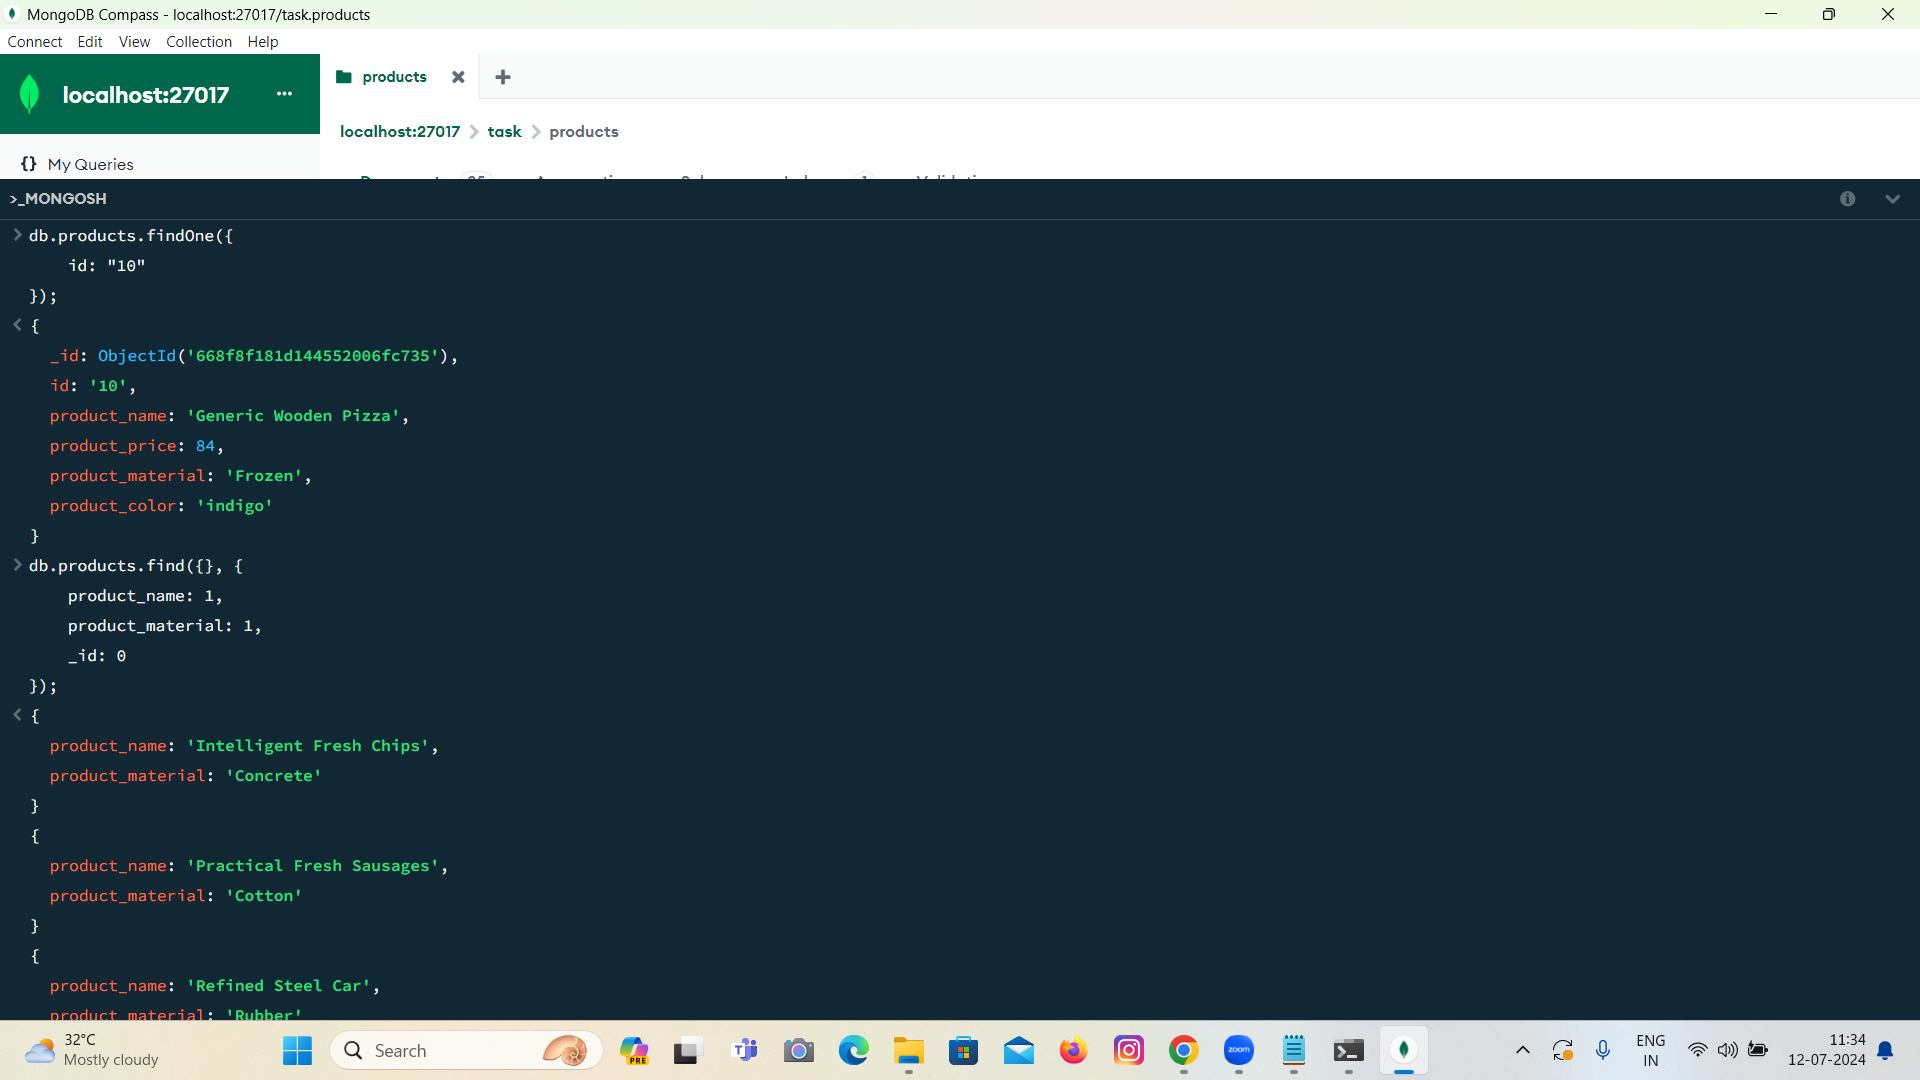 MongoDB Compass - localhost:27017/task.products
Connect Edit View Collection Help
localhost:27017 ...
products
localhost:27017 > task > products
{} My Queries
>_MONGOSH
> db.products.findOne({
id: "10"
});
< {
_id: ObjectId('668f8f181d144552006fc735'),
id: '10',
product_name: 'Generic Wooden Pizza',
product_price: 84,
product_material: 'Frozen',
product_color: 'indigo'
}
> db.products.find({}, {
product_name: 1,
product_material: 1,
_id: 0
});
< {
product_name: 'Intelligent Fresh Chips',
product_material: 'Concrete'
}
{
product_name: 'Practical Fresh Sausages',
product_material: 'Cotton'
}
{
product_name: 'Refined Steel Car',
product_material: 'Rubber'
32°C
Mostly cloudy
Search
PRE
zoom
ENG
IN
11:34
12-07-2024